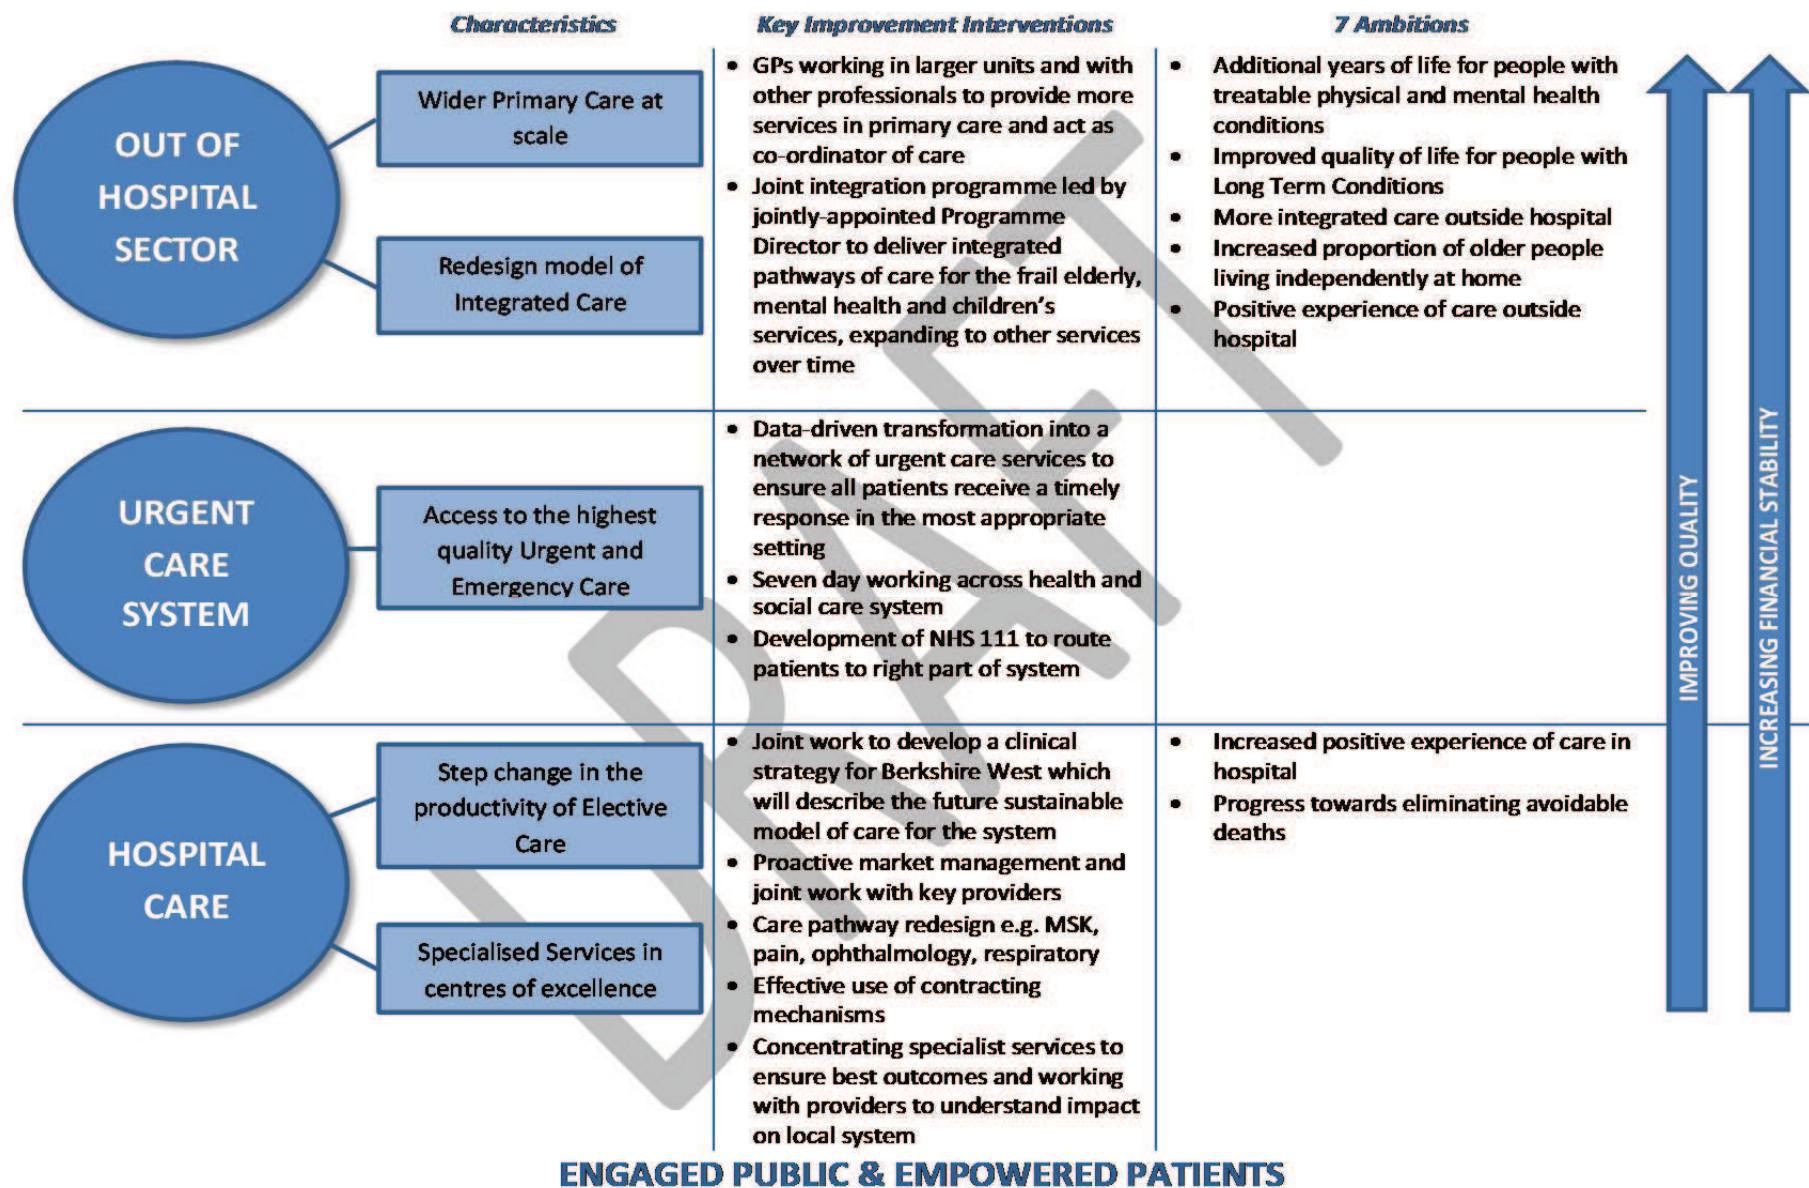 Characteristics
Key Improvement Interventions
7 Ambitions
OUT OF
HOSPITAL
SECTOR
Wider Primary Care at
scale
Redesign model of
Integrated Care
• GPs working in larger units and with
other professionals to provide more
services in primary care and act as
co-ordinator of care
• Joint integration programme led by
jointly-appointed Programme
Director to deliver integrated
pathways of care for the frail elderly,
mental health and children's
services, expanding to other services
over time
• Additional years of life for people with
treatable physical and mental health
conditions
• Improved quality of life for people with
Long Term Conditions
• More integrated care outside hospital
• Increased proportion of older people
living independently at home
• Positive experience of care outside
hospital
URGENT
CARE
SYSTEM
Access to the highest
quality Urgent and
Emergency Care
• Data-driven transformation into a
network of urgent care services to
ensure all patients receive a timely
response in the most appropriate
setting
• Seven day working across health and
social care system
• Development of NHS 111 to route
patients to right part of system
HOSPITAL
CARE
Step change in the
productivity of Elective
Care
Specialised Services in
centres of excellence
• Joint work to develop a clinical
strategy for Berkshire West which
will describe the future sustainable
model of care for the system
• Proactive market management and
joint work with key providers
• Care pathway redesign e.g. MSK,
pain, ophthalmology, respiratory
• Effective use of contracting
mechanisms
• Concentrating specialist services to
ensure best outcomes and working
with providers to understand impact
on local system
• Increased positive experience of care in
hospital
• Progress towards eliminating avoidable
deaths
IMPROVING QUALITY
INCREASING FINANCIAL STABILITY
ENGAGED PUBLIC & EMPOWERED PATIENTS
DRAFT